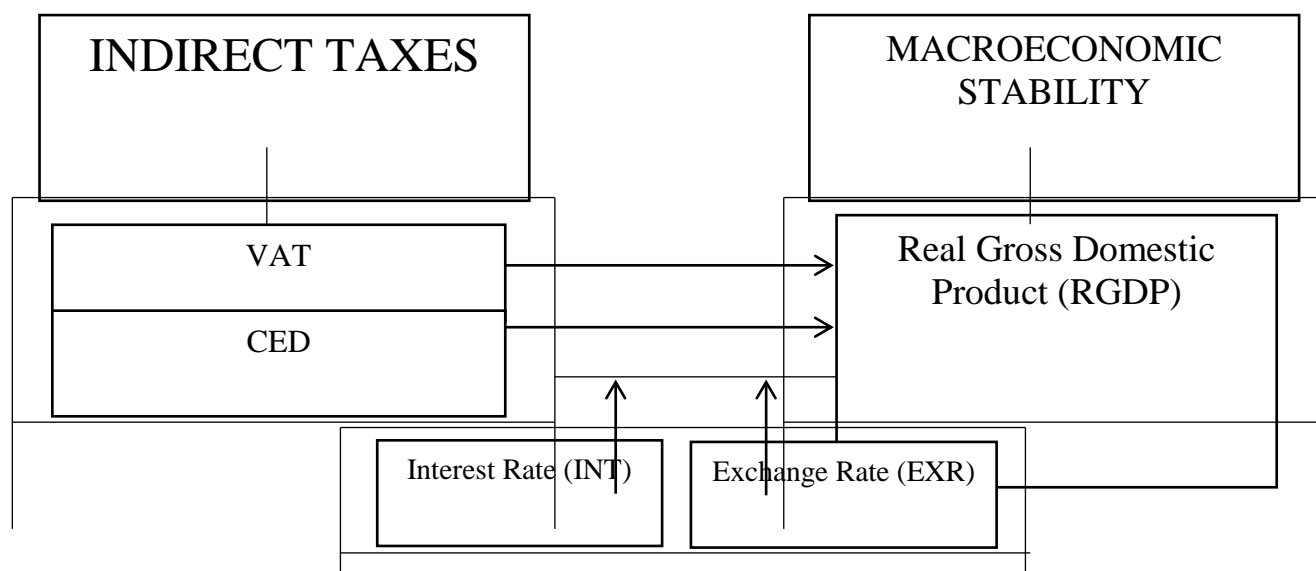 INDIRECT TAXES
MACROECONOMIC
STABILITY
VAT
CED
Real Gross Domestic
Product (RGDP)
Interest Rate (INT)
Exchange Rate (EXR)